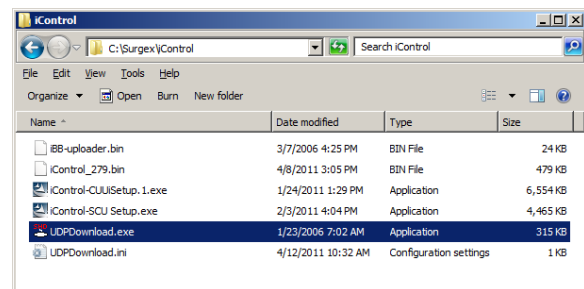 iControl
C:\Surgex\iControl
Search iControl
File Edit View Tools Help
Organize Open Burn New folder
Name Date modified Type Size
iBB-uploader.bin 3/7/2006 4:25 PM BIN File 24 KB
iControl_279.bin 4/8/2011 3:05 PM BIN File 479 KB
iControl-CUUiSetup.1.exe 1/24/2011 1:29 PM Application 6,554 KB
iControl-SCU Setup.exe 2/3/2011 4:04 PM Application 4,465 KB
UDPDownload.exe 1/23/2006 7:02 AM Application 315 KB
UDPDownload.ini 4/12/2011 10:32 AM Configuration settings 1 KB